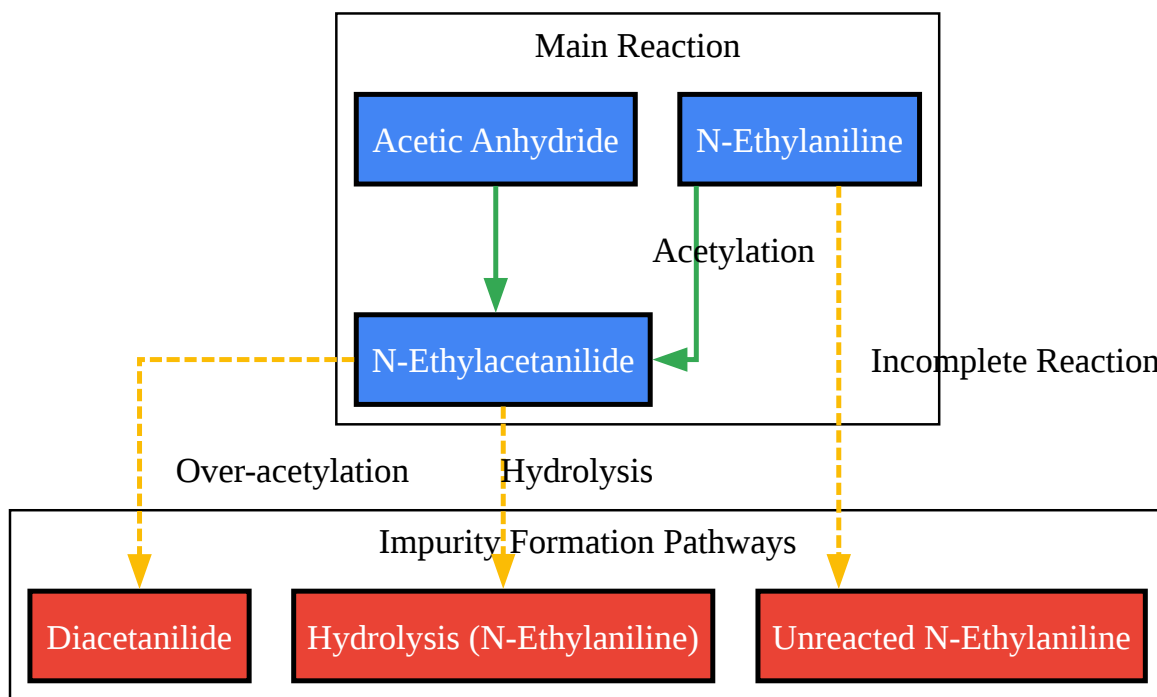 Main Reaction
Acetic Anhydride
N-Ethylaniline
Acetylation
N-Ethylacetanilide
Incomplete Reaction
Over-acetylation
Hydrolysis
Impurity Formation Pathways
Diacetanilide
Hydrolysis (N-Ethylaniline)
Unreacted N-Ethylaniline